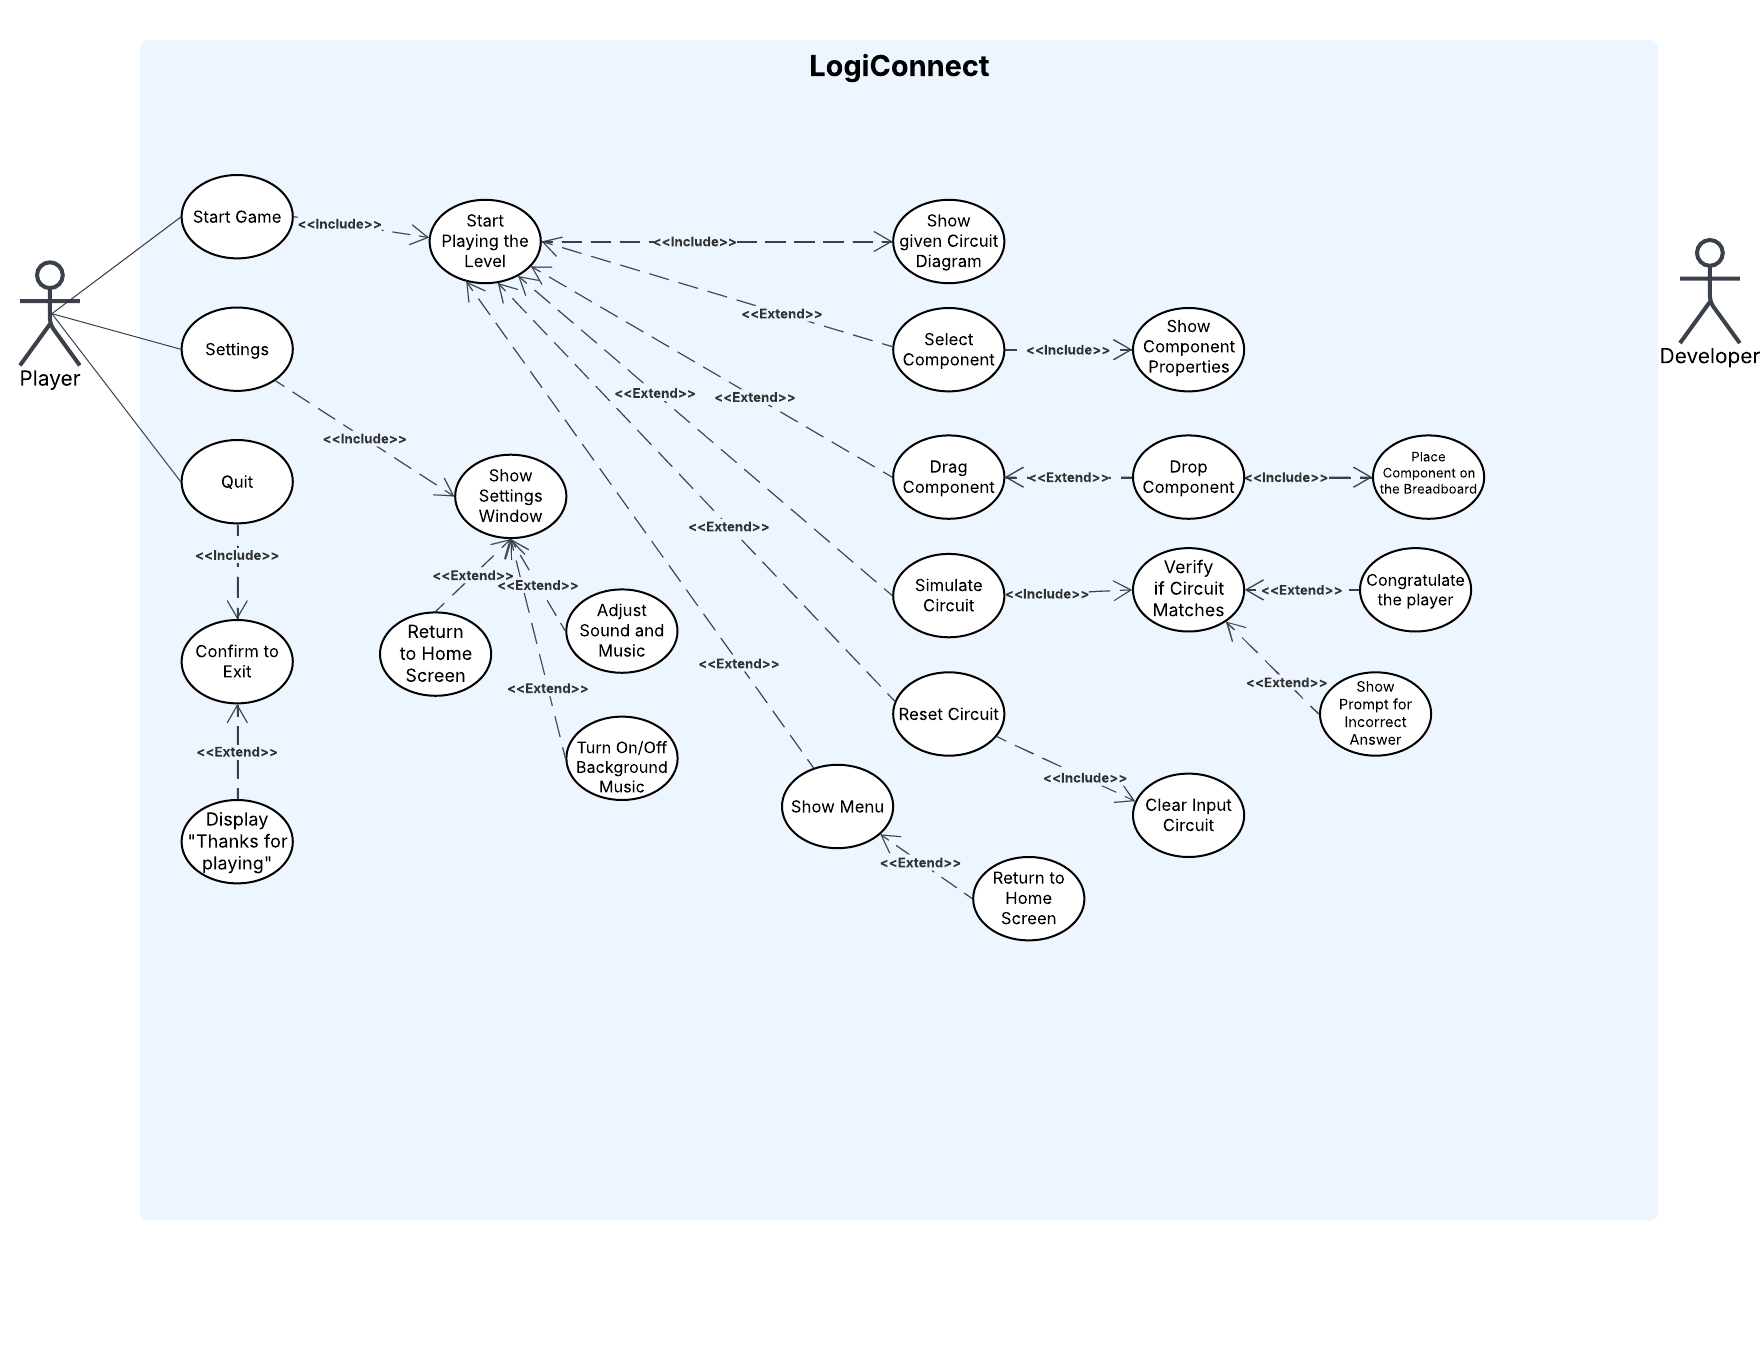 LogiConnect
Start Game
<<Include>>
Start
Playing the
Level
<<Include>>
Show
given Circuit
Diagram
Player
Developer
Settings
<<Extend>>
Select
Component
<<Include>>
Show
Component
Properties
<<Include>>
<<Extend>>
<<Extend>>
Quit
Show
Settings
Window
Drag
Component
<<Extend>>
Drop
Component
<<Include>>
Place
Component on
the Breadboard
<<Include>>
<<Extend>>
<<Extend>>
<<Extend>>
Simulate
Circuit
<<Include>>
Verify
if Circuit
Matches
<<Extend>>
Congratulate
the player
Confirm to
Exit
Return
to Home
Screen
Adjust
Sound and
Music
<<Extend>>
<<Extend>>
<<Extend>>
Reset Circuit
<<Extend>>
Show
Prompt for
Incorrect
Answer
<<Extend>>
Turn On/Off
Background
Music
<<Include>>
Display
"Thanks for
playing"
Show Menu
Clear Input
Circuit
<<Extend>>
Return to
Home
Screen